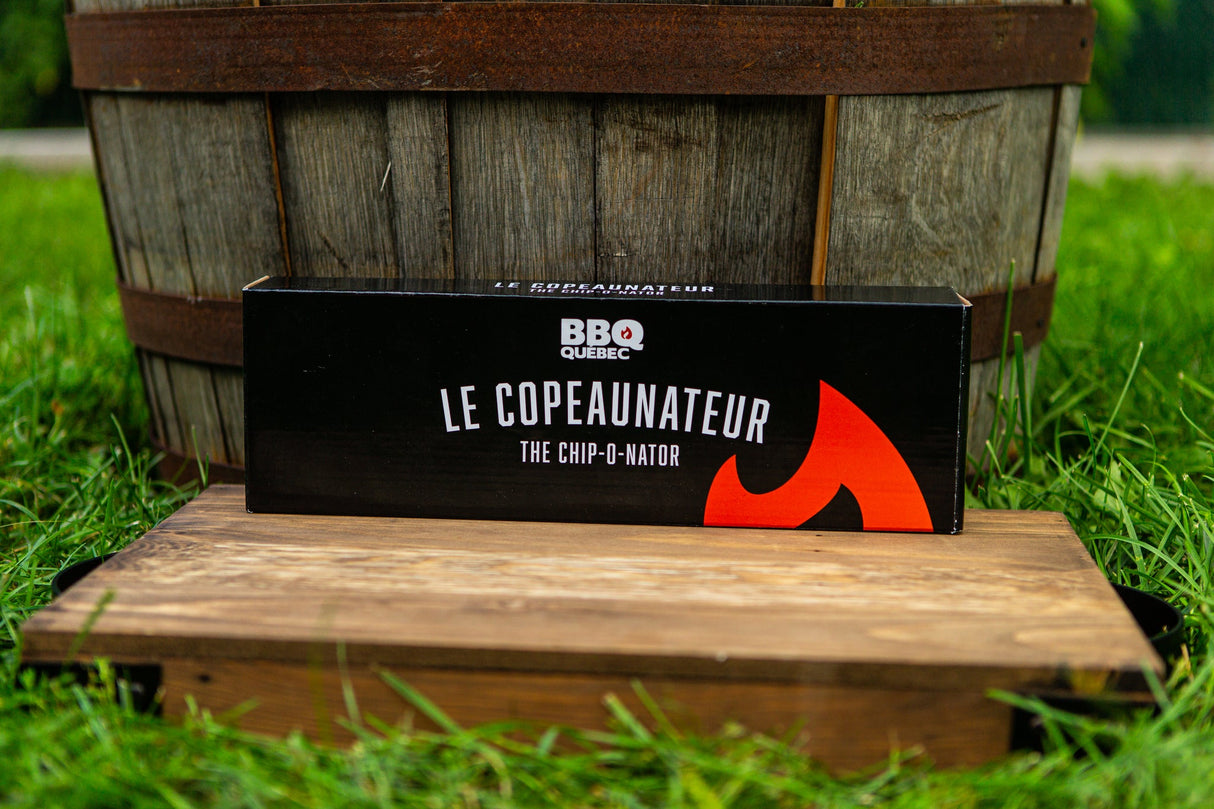 LE COPEAUNATEUR
THE CHIP-O-NATOR
BBQ
QUÉBEC
LE COPEAUNATEUR
THE CHIP-O-NATOR